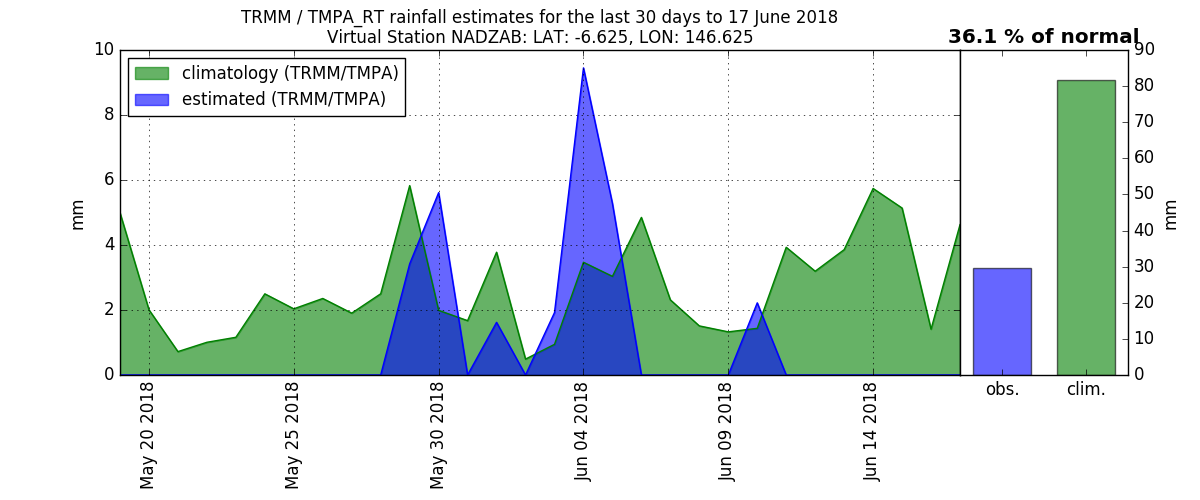 TRMM / TMPA_RT rainfall estimates for the last 30 days to 17 June 2018
Virtual Station NADZAB: LAT: -6.625, LON: 146.625
36.1 % of normal
climatology (TRMM/TMPA)
estimated (TRMM/TMPA)
10
8
6
4
2
0
mm
May 20 2018
May 25 2018
May 30 2018
Jun 04 2018
Jun 09 2018
Jun 14 2018
90
80
70
60
50
40
30
20
10
0
mm
obs.
clim.